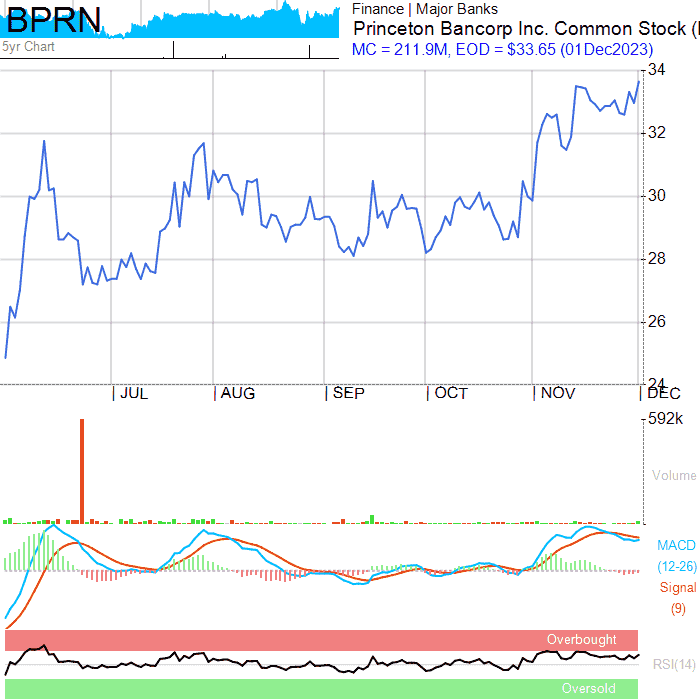 BPRN
5yr Chart
Finance | Major Banks
Princeton Bancorp Inc. Common Stock (
MC = 211.9M, EOD = $33.65 (01Dec2023)
34
32
30
28
26
24
JUL AUG SEP OCT NOV DEC
592k
Volume
MACD
(12-26)
Signal
(9)
Overbought
RSI(14)
Oversold